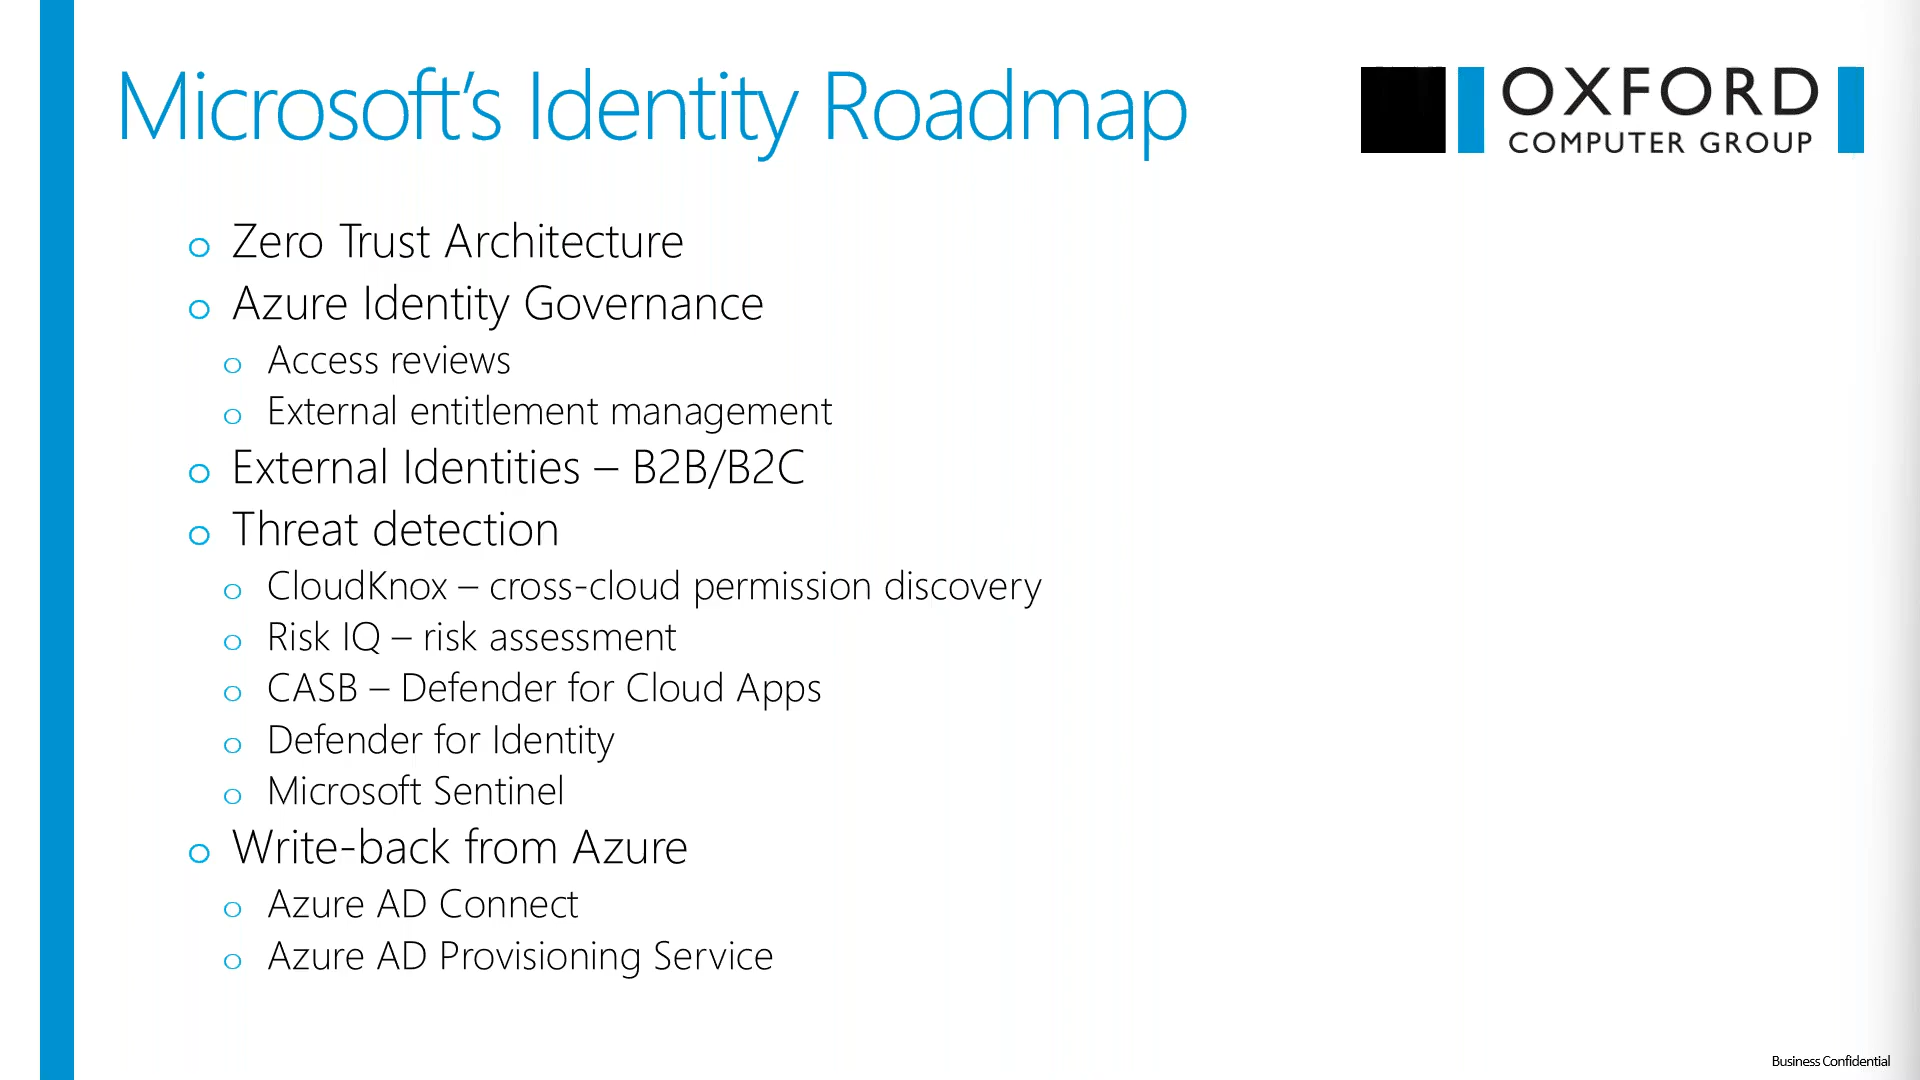 Microsoft's Identity Roadmap
OXFORD
COMPUTER GROUP
o Zero Trust Architecture
o Azure Identity Governance
o Access reviews
o External entitlement management
o External Identities – B2B/B2C
o Threat detection
o CloudKnox – cross-cloud permission discovery
o Risk IQ – risk assessment
o CASB – Defender for Cloud Apps
o Defender for Identity
o Microsoft Sentinel
o Write-back from Azure
o Azure AD Connect
o Azure AD Provisioning Service
Business Confidential